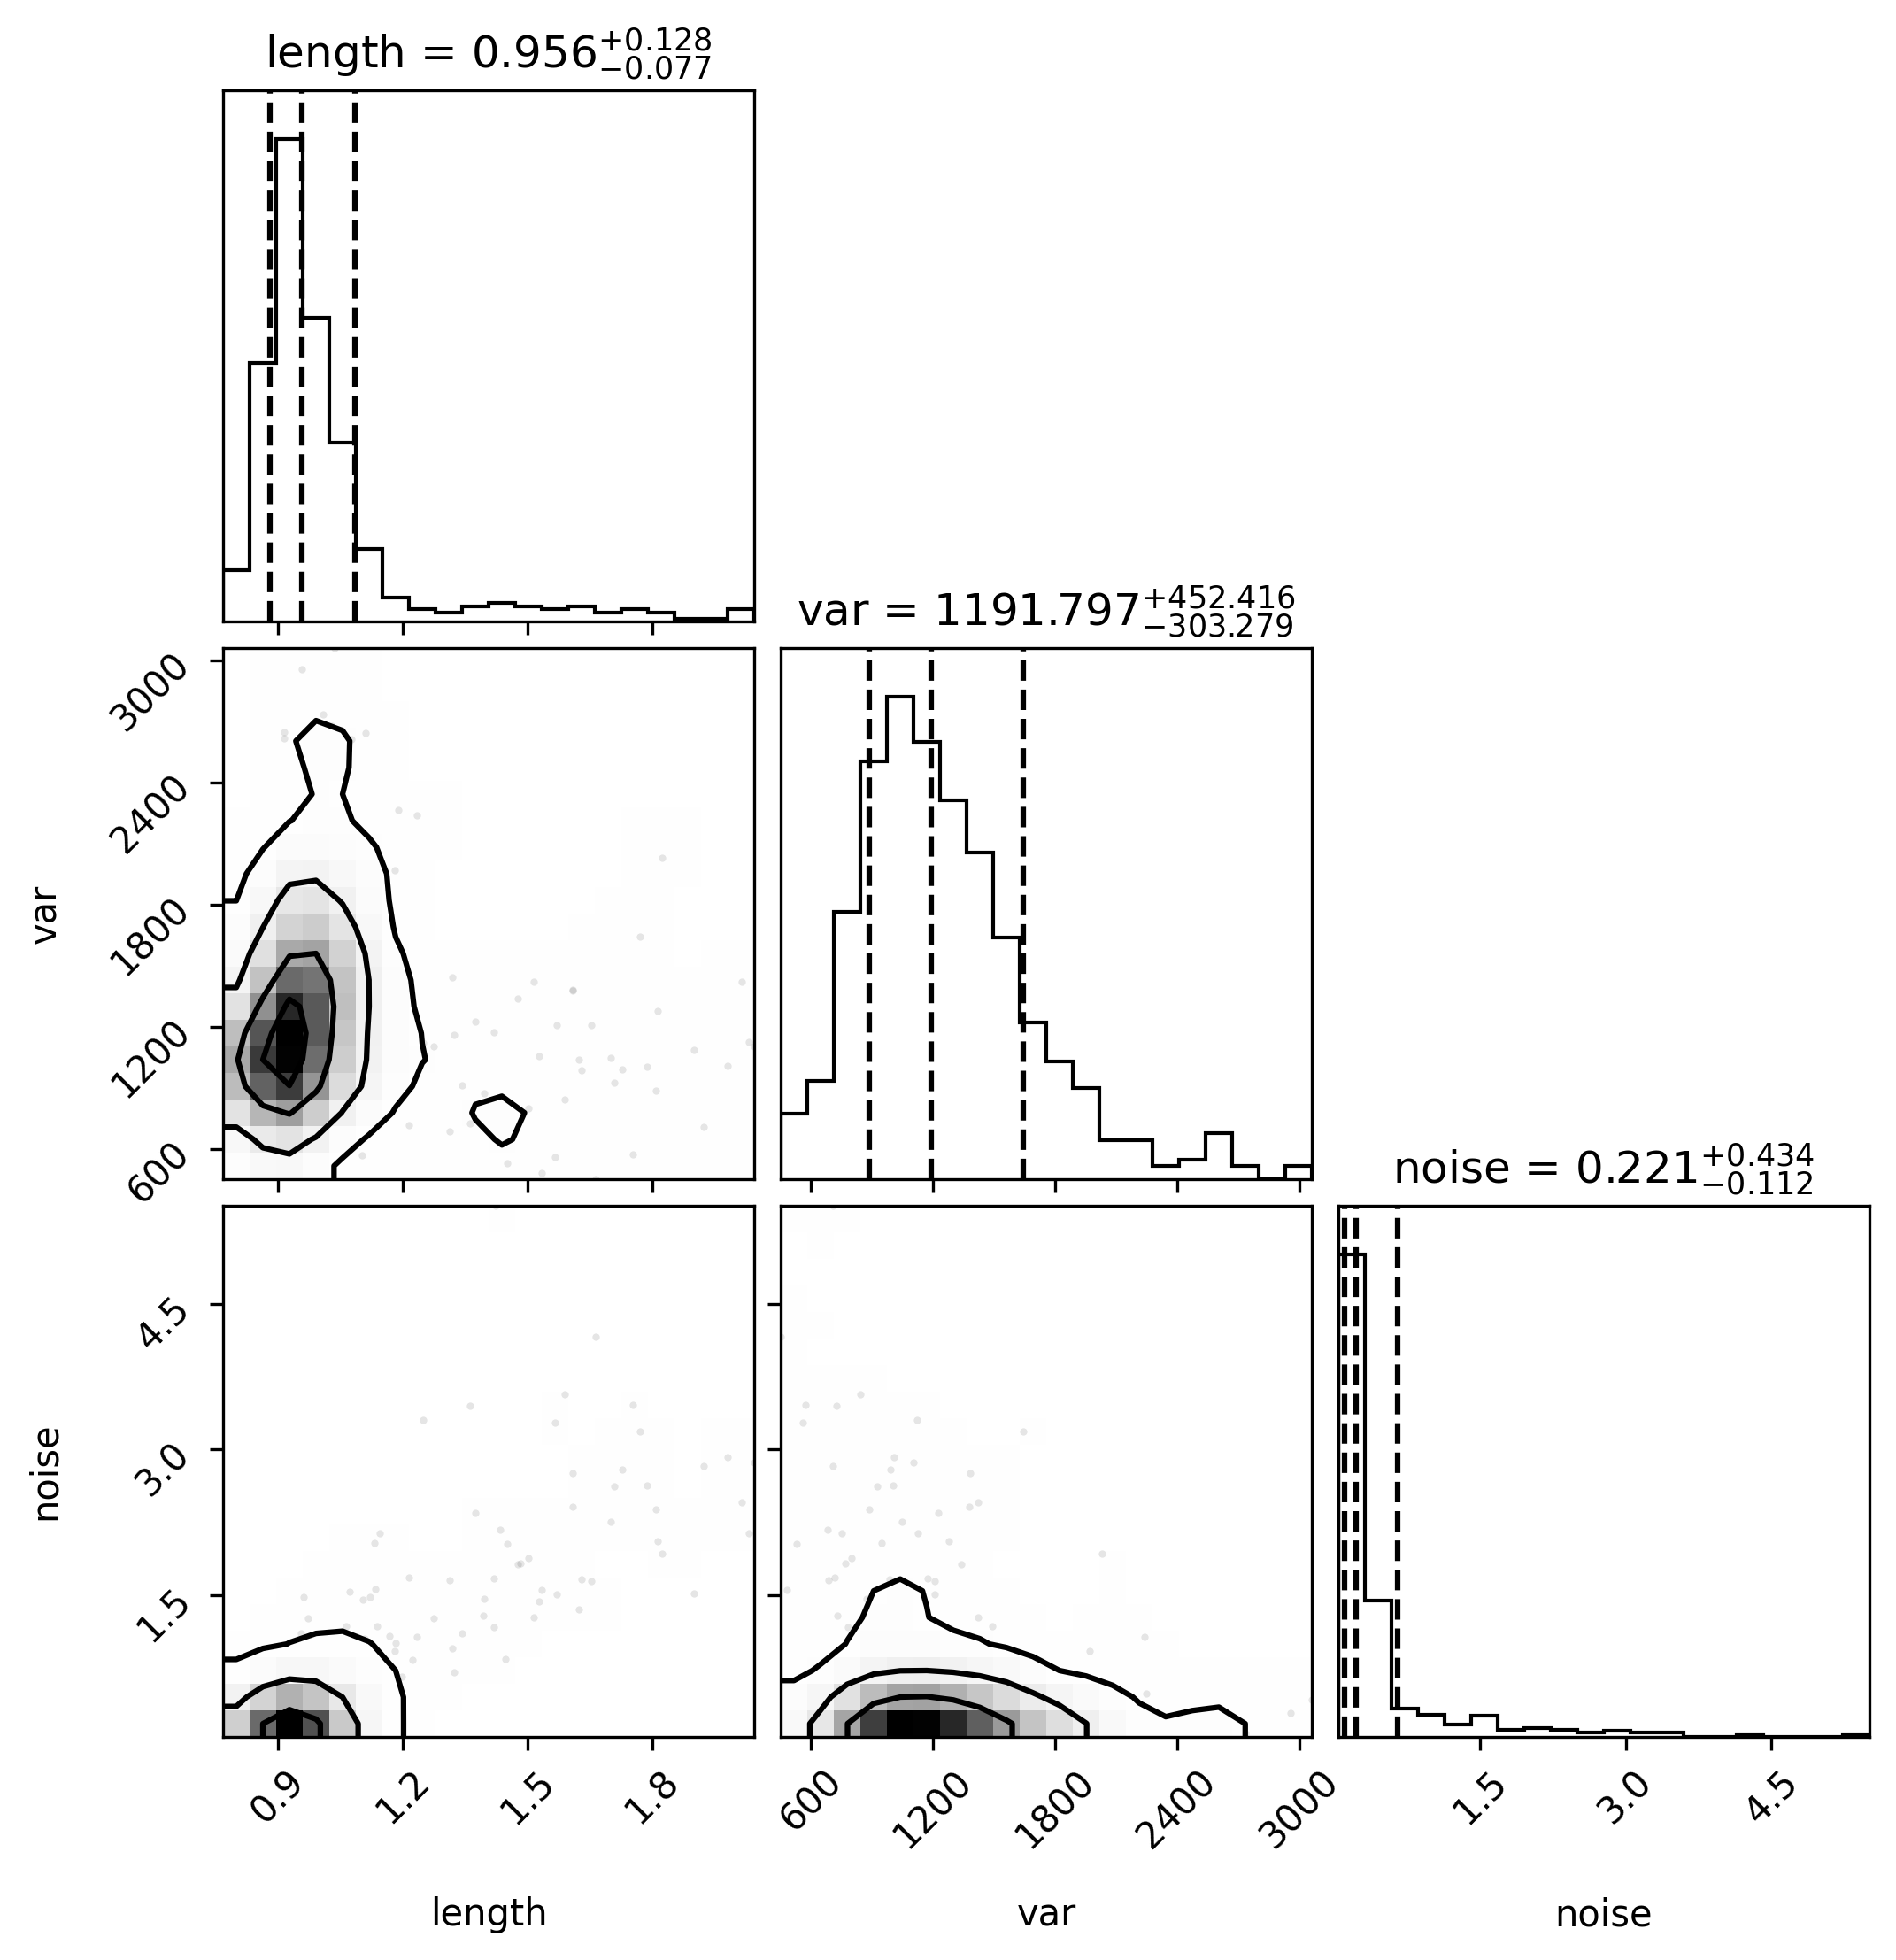 length = 0.956 +0.128 −0.077
var = 1191.797 +452.416 −303.279
3000
2400
1800
1200
600
var
noise = 0.221 +0.434 −0.112
4.5
3.0
1.5
noise
0.9 1.2 1.5 1.8
600 1200 1800 2400 3000
1.5 3.0 4.5
length
var
noise